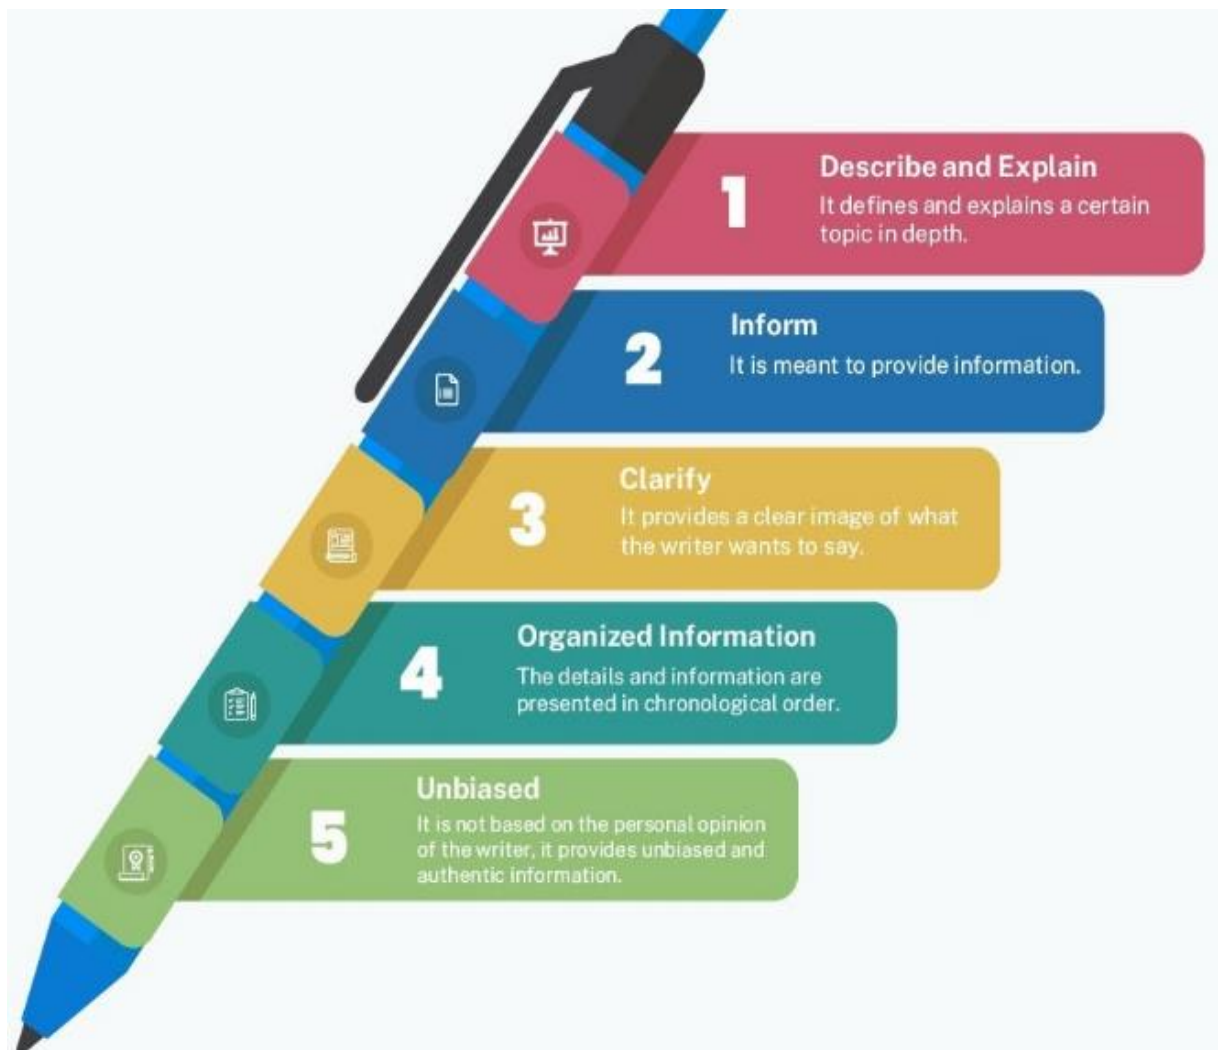 1
Describe and Explain
It defines and explains a certain
topic in depth.
2
Inform
It is meant to provide information.
3
Clarify
It provides a clear image of what
the writer wants to say.
4
Organized Information
The details and information are
presented in chronological order.
5
Unbiased
It is not based on the personal opinion
of the writer, it provides unbiased and
authentic information.